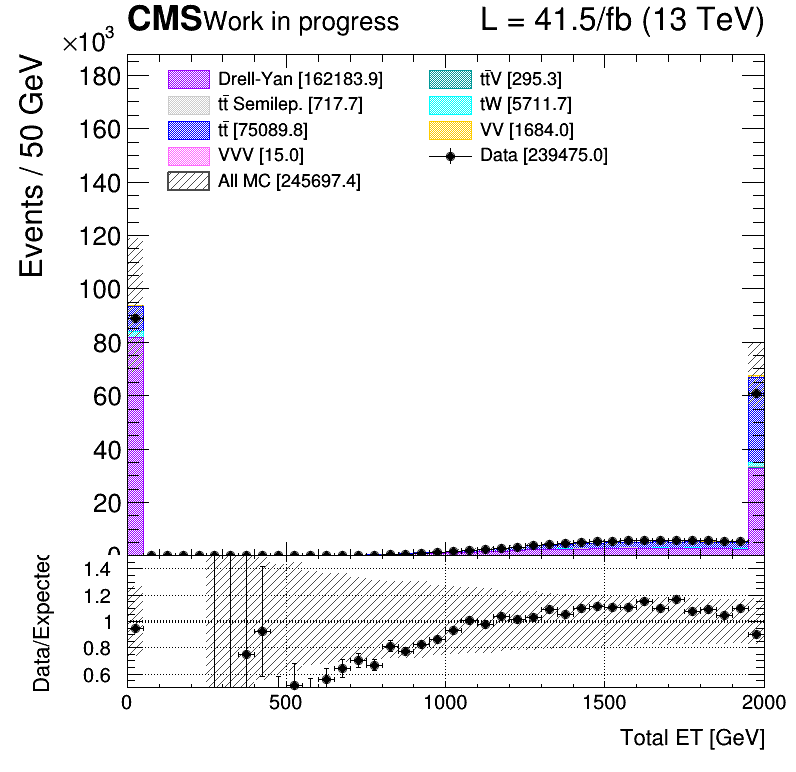 CMS Work in progress L = 41.5/fb (13 TeV)
×10³
Events / 50 GeV
180
160
140
120
100
80
60
40
20
0
Drell-Yan [162183.9]
tt̄ Semilep. [717.7]
tt̄ [75089.8]
VVV [15.0]
All MC [245697.4]
tt̄V [295.3]
tW [5711.7]
VV [1684.0]
Data [239475.0]
Data/Expected
1.4
1.2
1
0.8
0.6
0 500 1000 1500 2000
Total ET [GeV]